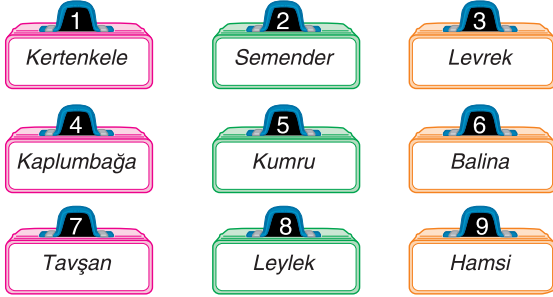 1
Kertenkele
2
Semender
3
Levrek
4
Kaplumbağa
5
Kumru
6
Balina
7
Tavşan
8
Leylek
9
Hamsi